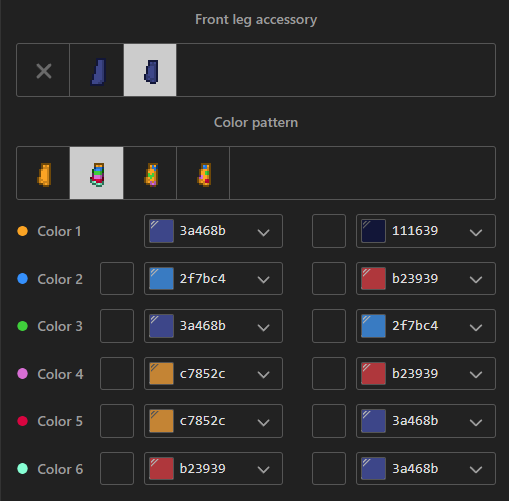 Front leg accessory
Color pattern
Color 1 3a468b 111639
Color 2 2f7bc4 b23939
Color 3 3a468b 2f7bc4
Color 4 c7852c b23939
Color 5 c7852c 3a468b
Color 6 b23939 3a468b